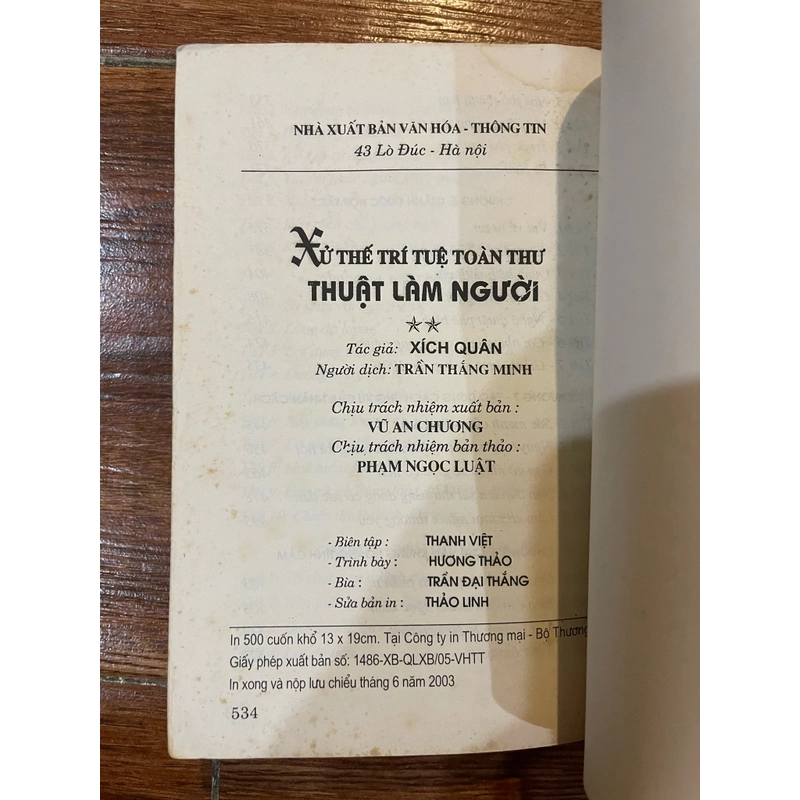 NHÀ XUẤT BẢN VĂN HÓA - THÔNG TIN
43 Lò Đúc - Hà nội
XỬ THẾ TRÍ TUỆ TOÀN THƯ
THUẬT LÀM NGƯỜI
Tác giả: XÍCH QUÂN
Người dịch: TRẦN THẮNG MINH
Chịu trách nhiệm xuất bản :
VŨ AN CHƯƠNG
Chịu trách nhiệm bản thảo :
PHẠM NGỌC LUẬT
- Biên tập : THANH VIỆT
- Trình bày : HƯƠNG THẢO
- Bìa : TRẦN ĐẠI THẮNG
- Sửa bản in : THẢO LINH
In 500 cuốn khổ 13 x 19cm. Tại Công ty in Thương mại - Bộ Thương
Giấy phép xuất bản số: 1486-XB-QLXB/05-VHTT
In xong và nộp lưu chiểu tháng 6 năm 2003
534